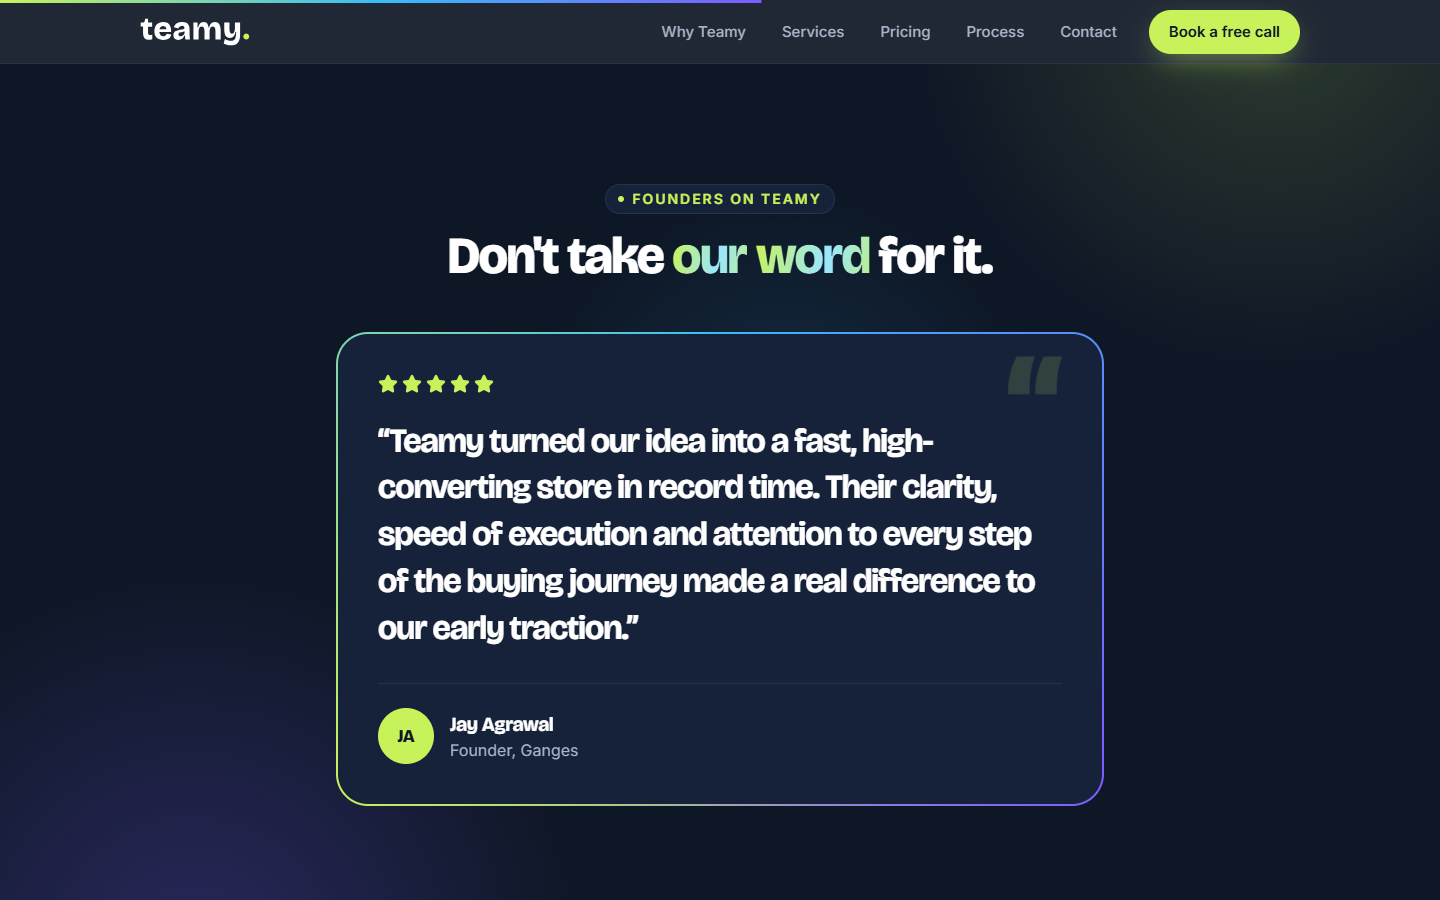 teamy.
Why Teamy Services Pricing Process Contact Book a free call
FOUNDERS ON TEAMY
Don't take our word for it.
“Teamy turned our idea into a fast, high-
converting store in record time. Their clarity,
speed of execution and attention to every step
of the buying journey made a real difference to
our early traction.”
JA
Jay Agrawal
Founder, Ganges